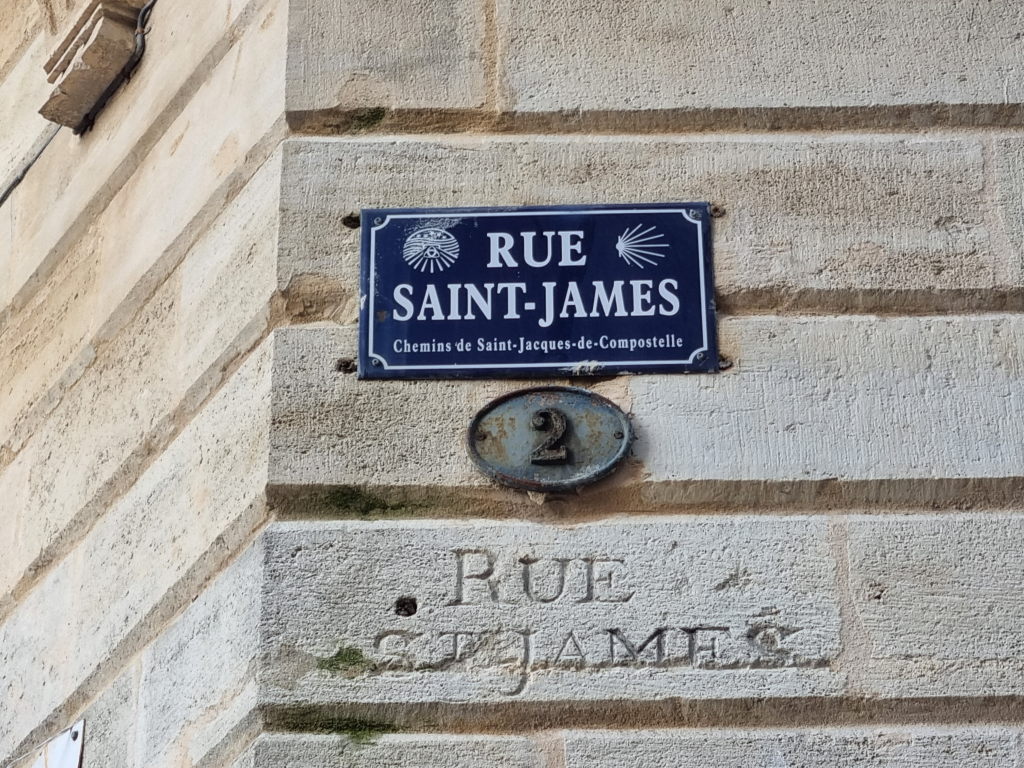 RUE
SAINT-JAMES
Chemins de Saint-Jacques-de-Compostelle
2
RUE
ST JAMES